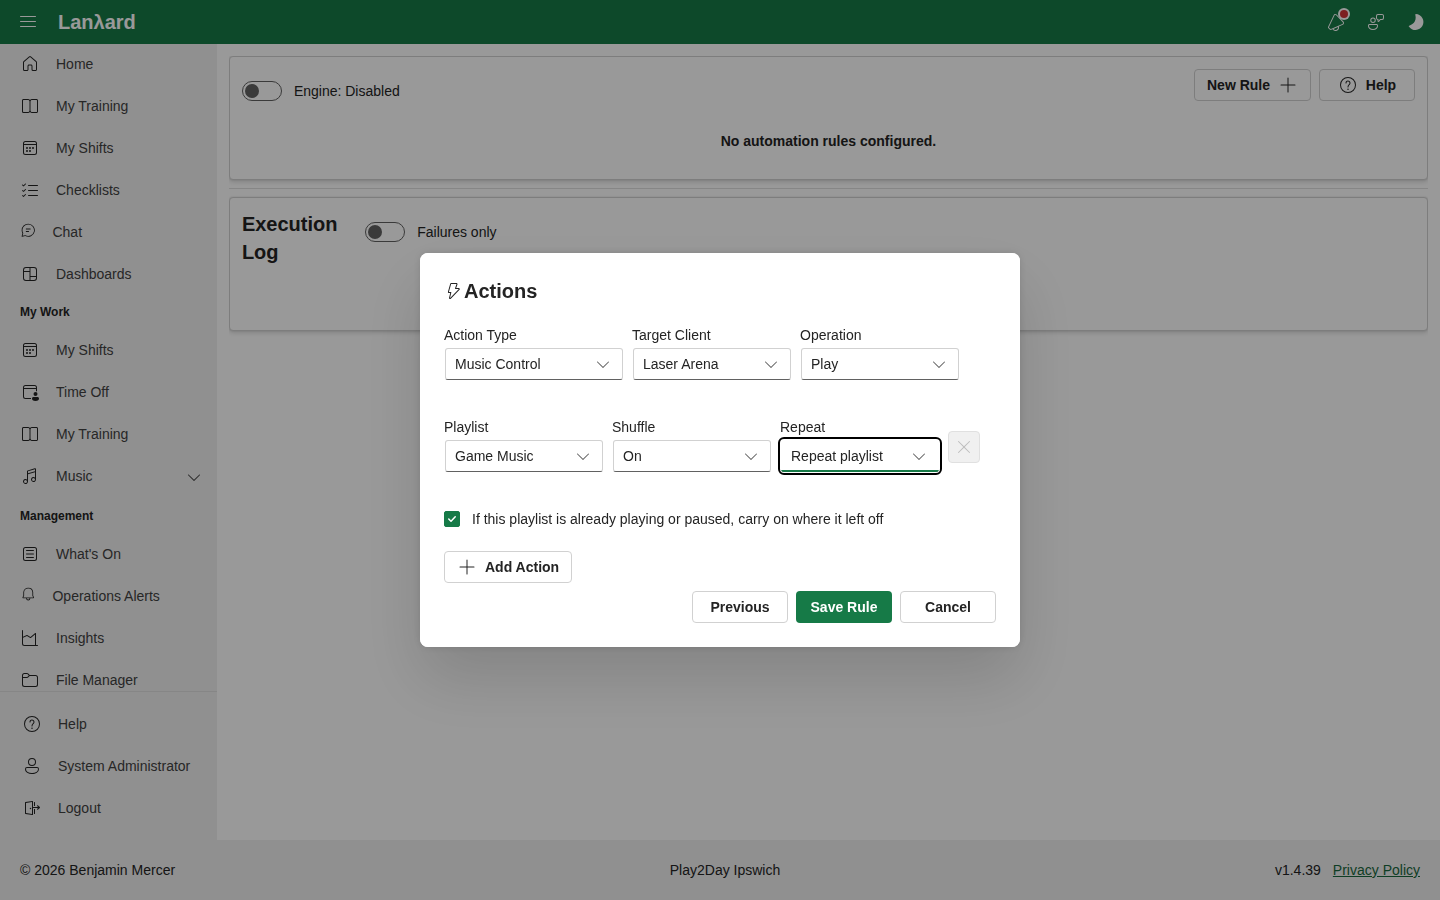 Lanλard
Home
My Training
My Shifts
Checklists
Chat
Dashboards
My Work
My Shifts
Time Off
My Training
Music
Management
What's On
Operations Alerts
Insights
File Manager
Help
System Administrator
Logout
Engine: Disabled
New Rule
Help
No automation rules configured.
Execution
Log
Failures only
Actions
Action Type
Target Client
Operation
Music Control
Laser Arena
Play
Playlist
Shuffle
Repeat
Game Music
On
Repeat playlist
If this playlist is already playing or paused, carry on where it left off
Add Action
Previous
Save Rule
Cancel
© 2026 Benjamin Mercer
Play2Day Ipswich
v1.4.39
Privacy Policy